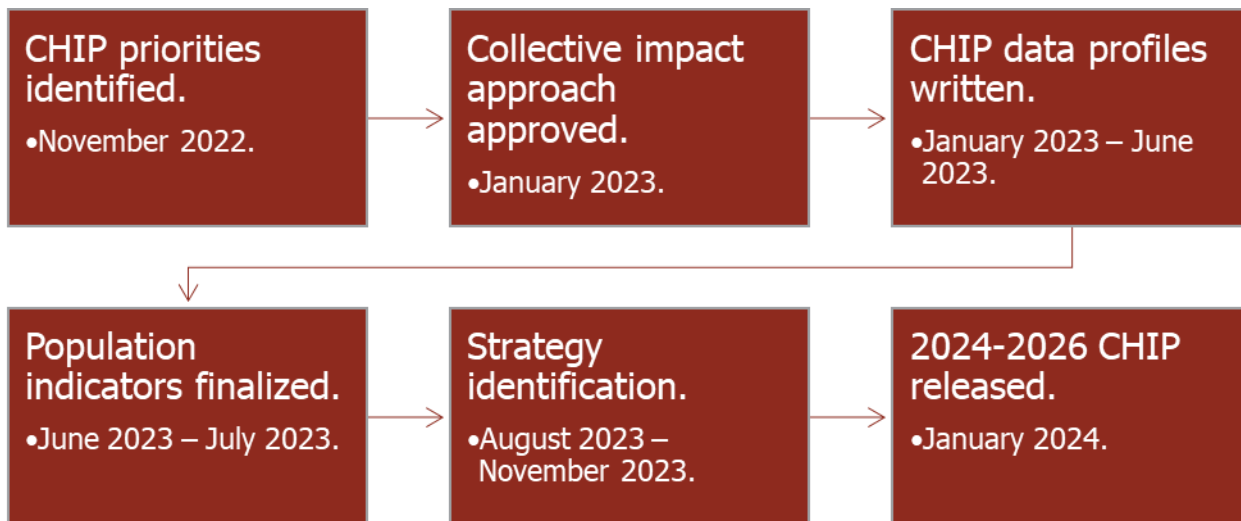 CHIP priorities
identified.
•November 2022.
Collective impact
approach
approved.
•January 2023.
CHIP data profiles
written.
•January 2023 – June
2023.
Population
indicators finalized.
•June 2023 – July 2023.
Strategy
identification.
•August 2023 –
November 2023.
2024-2026 CHIP
released.
•January 2024.